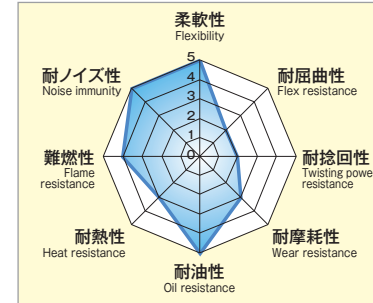 柔軟性
Flexibility
5
4
3
2
1
0
耐屈曲性
Flex resistance
耐捻回性
Twisting power
resistance
耐摩耗性
Wear resistance
耐油性
Oil resistance
耐熱性
Heat resistance
難燃性
Flame
resistance
耐ノイズ性
Noise immunity